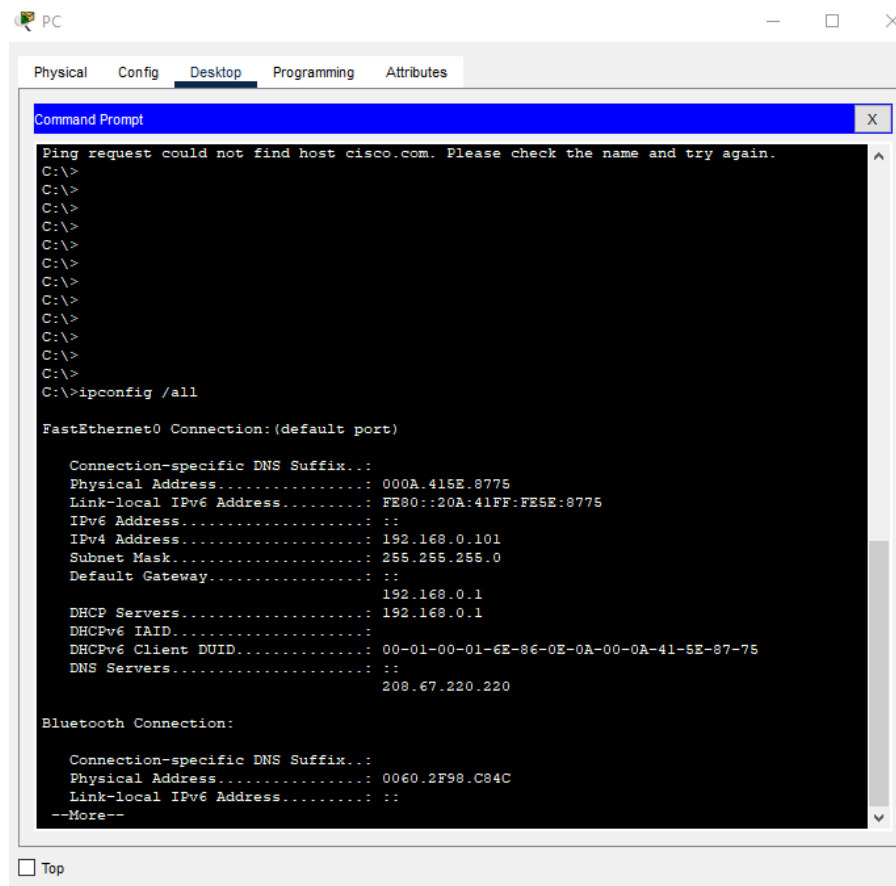 PC
Physical Config Desktop Programming Attributes
Command Prompt X
Ping request could not find host cisco.com. Please check the name and try again.
C:\>
C:\>
C:\>
C:\>
C:\>
C:\>
C:\>
C:\>
C:\>
C:\>
C:\>
C:\>
C:\>ipconfig /all
FastEthernet0 Connection:(default port)
Connection-specific DNS Suffix..:
Physical Address................: 000A.415E.8775
Link-local IPv6 Address.........: FE80::20A:41FF:FE5E:8775
IPv6 Address....................: ::
IPv4 Address....................: 192.168.0.101
Subnet Mask.....................: 255.255.255.0
Default Gateway.................: ::
192.168.0.1
DHCP Servers....................: 192.168.0.1
DHCPv6 IAID.....................:
DHCPv6 Client DUID..............: 00-01-00-01-6E-86-0E-0A-00-0A-41-5E-87-75
DNS Servers.....................: ::
208.67.220.220
Bluetooth Connection:
Connection-specific DNS Suffix..:
Physical Address................: 0060.2F98.C84C
Link-local IPv6 Address.........: ::
--More--
Top